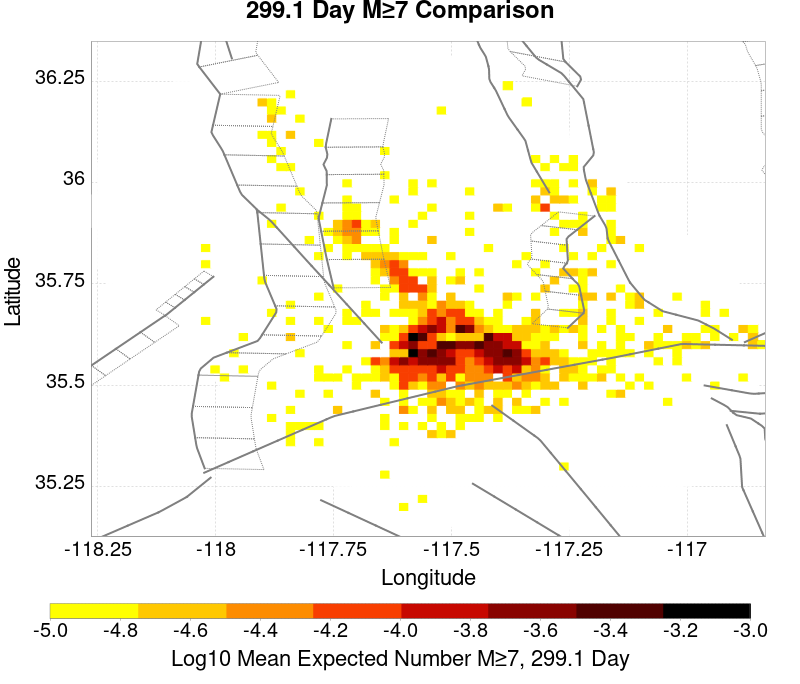 299.1 Day M≥7 Comparison
36.25
36
35.75
35.5
35.25
Latitude
-118.25 -118 -117.75 -117.5 -117.25 -117
Longitude
-5.0 -4.8 -4.6 -4.4 -4.2 -4.0 -3.8 -3.6 -3.4 -3.2 -3.0
Log10 Mean Expected Number M≥7, 299.1 Day